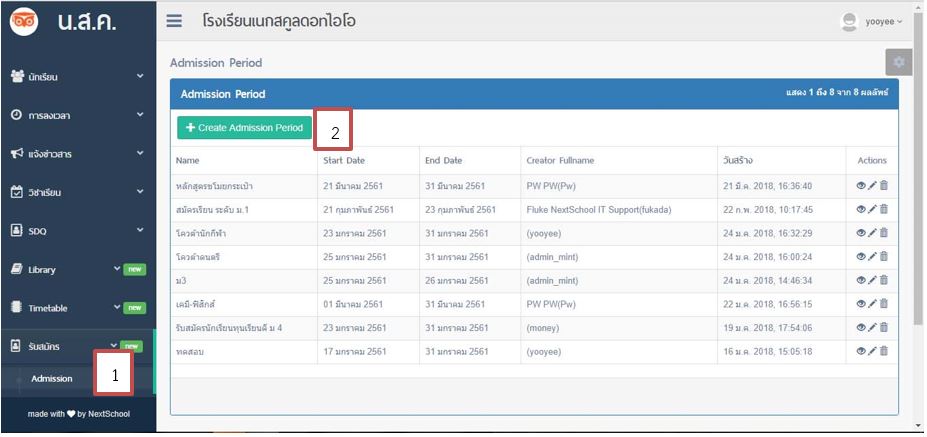 น.ส.ค.
โรงเรียนเนกสคูลดอทไอโอ
yooyee
นักเรียน
การลงเวลา
แจ้งข่าวสาร
วิชาเรียน
SDQ
Library new
Timetable new
รับสมัคร new
Admission
1
made with by NextSchool
Admission Period
Admission Period
แสดง 1 ถึง 8 จาก 8 ผลลัพธ์
Create Admission Period
2
Name Start Date End Date Creator Fullname วันสร้าง Actions
หลักสูตรขโมยกระเป๋า 21 มีนาคม 2561 31 มีนาคม 2561 PW PW(Pw) 21 มี.ค. 2018, 16:36:40
สมัครเรียน ระดับ ม.1 21 กุมภาพันธ์ 2561 23 กุมภาพันธ์ 2561 Fluke NextSchool IT Support(fukada) 22 ก.พ. 2018, 10:17:45
โควต้านักกีฬา 23 มกราคม 2561 31 มกราคม 2561 (yooyee) 24 ม.ค. 2018, 16:32:29
โควต้าดนตรี 25 มกราคม 2561 31 มกราคม 2561 (admin_mint) 24 ม.ค. 2018, 16:00:24
ม3 25 มกราคม 2561 26 มกราคม 2561 (admin_mint) 24 ม.ค. 2018, 14:46:34
เคมี-ฟิสิกส์ 01 มีนาคม 2561 31 มีนาคม 2561 PW PW(Pw) 22 ม.ค. 2018, 16:56:15
รับสมัครนักเรียนทุนเรียนดี ม 4 23 มกราคม 2561 31 มกราคม 2561 (money) 19 ม.ค. 2018, 17:54:06
ทดสอบ 17 มกราคม 2561 31 มกราคม 2561 (yooyee) 16 ม.ค. 2018, 15:05:18